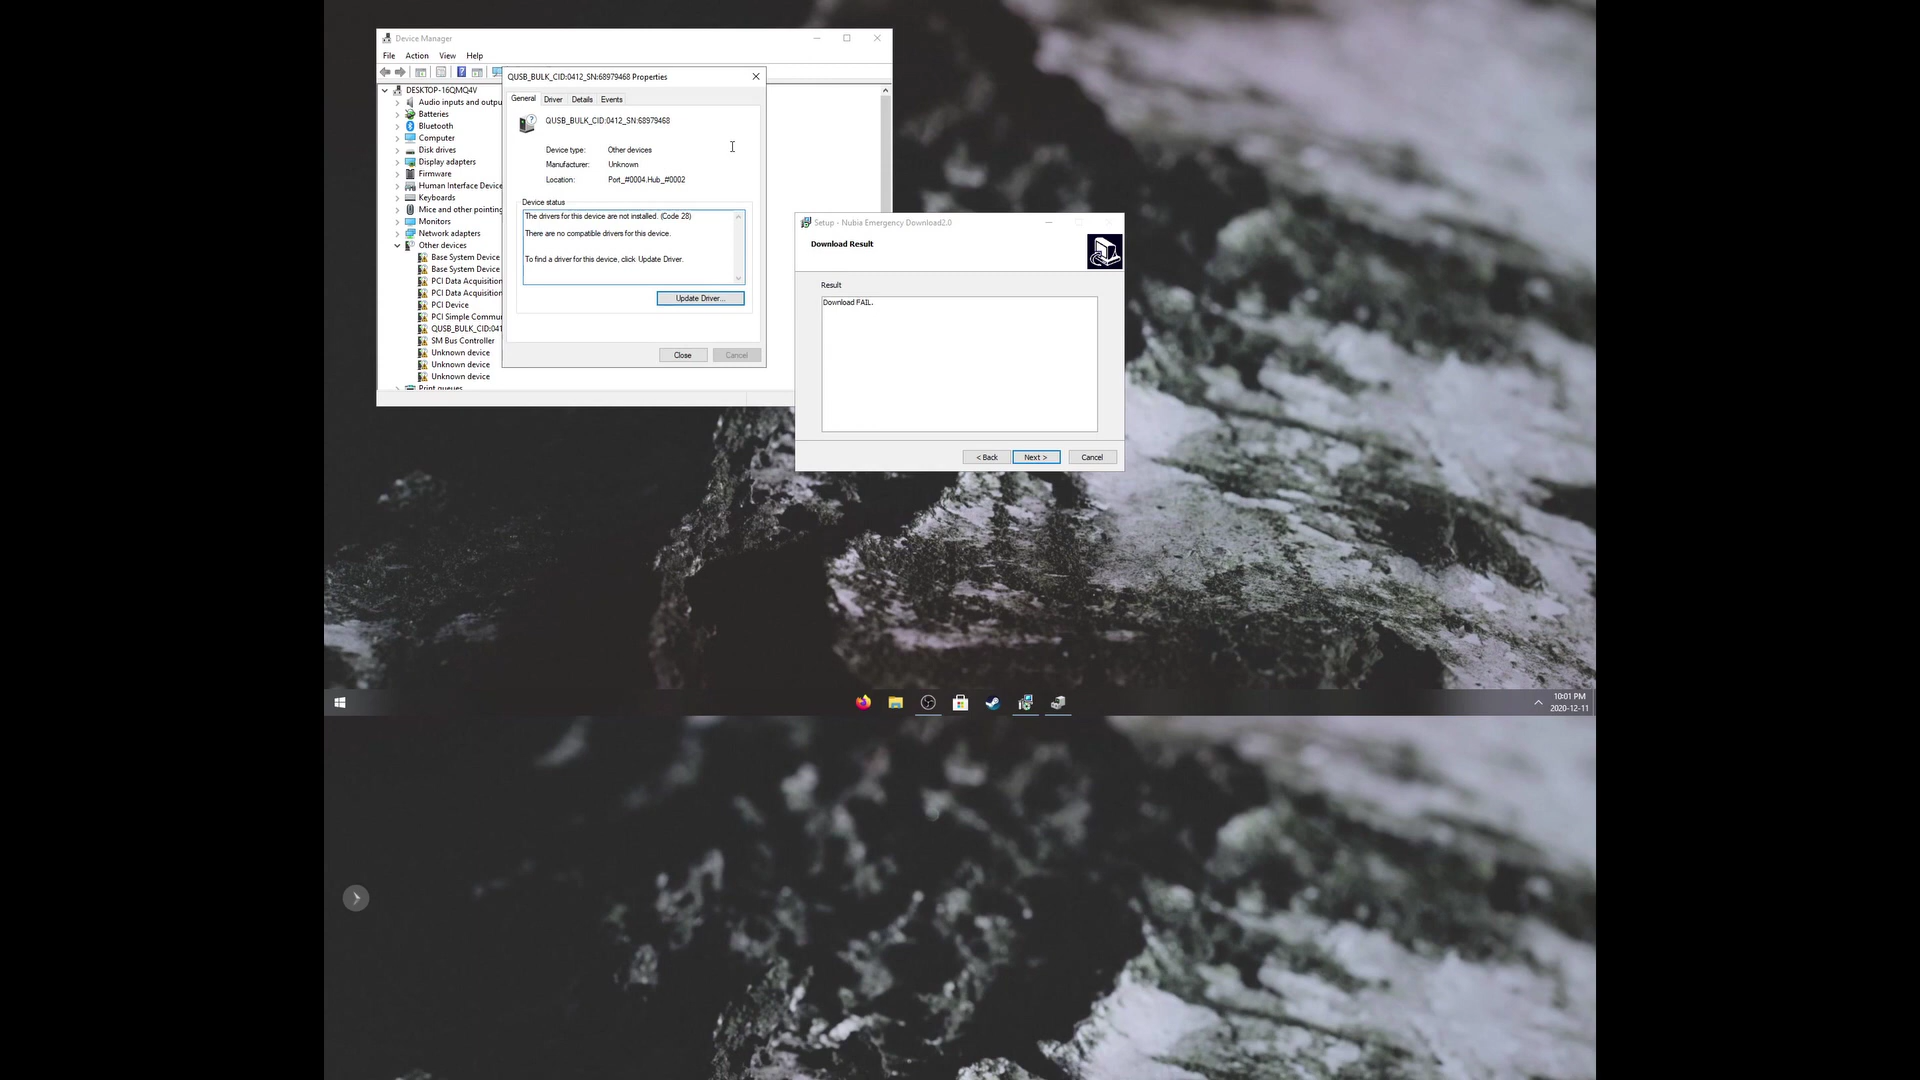 Device Manager
File Action View Help
DESKTOP-16QMQ4V
Audio inputs and outpu
Batteries
Bluetooth
Computer
Disk drives
Display adapters
Firmware
Human Interface Device
Keyboards
Mice and other pointing
Monitors
Network adapters
Other devices
Base System Device
Base System Device
PCI Data Acquisition
PCI Data Acquisition
PCI Device
PCI Simple Commu
QUSB_BULK_CID:041
SM Bus Controller
Unknown device
Unknown device
Unknown device
Print queues
QUSB_BULK_CID:0412_SN:68979468 Properties
General Driver Details Events
QUSB_BULK_CID:0412_SN:68979468
Device type: Other devices
Manufacturer: Unknown
Location: Port_#0004.Hub_#0002
Device status
The drivers for this device are not installed. (Code 28)
There are no compatible drivers for this device.
To find a driver for this device, click Update Driver.
Update Driver...
Close Cancel
Setup - Nubia Emergency Download2.0
Download Result
Result
Download FAIL.
< Back Next > Cancel
10:01 PM
2020-12-11